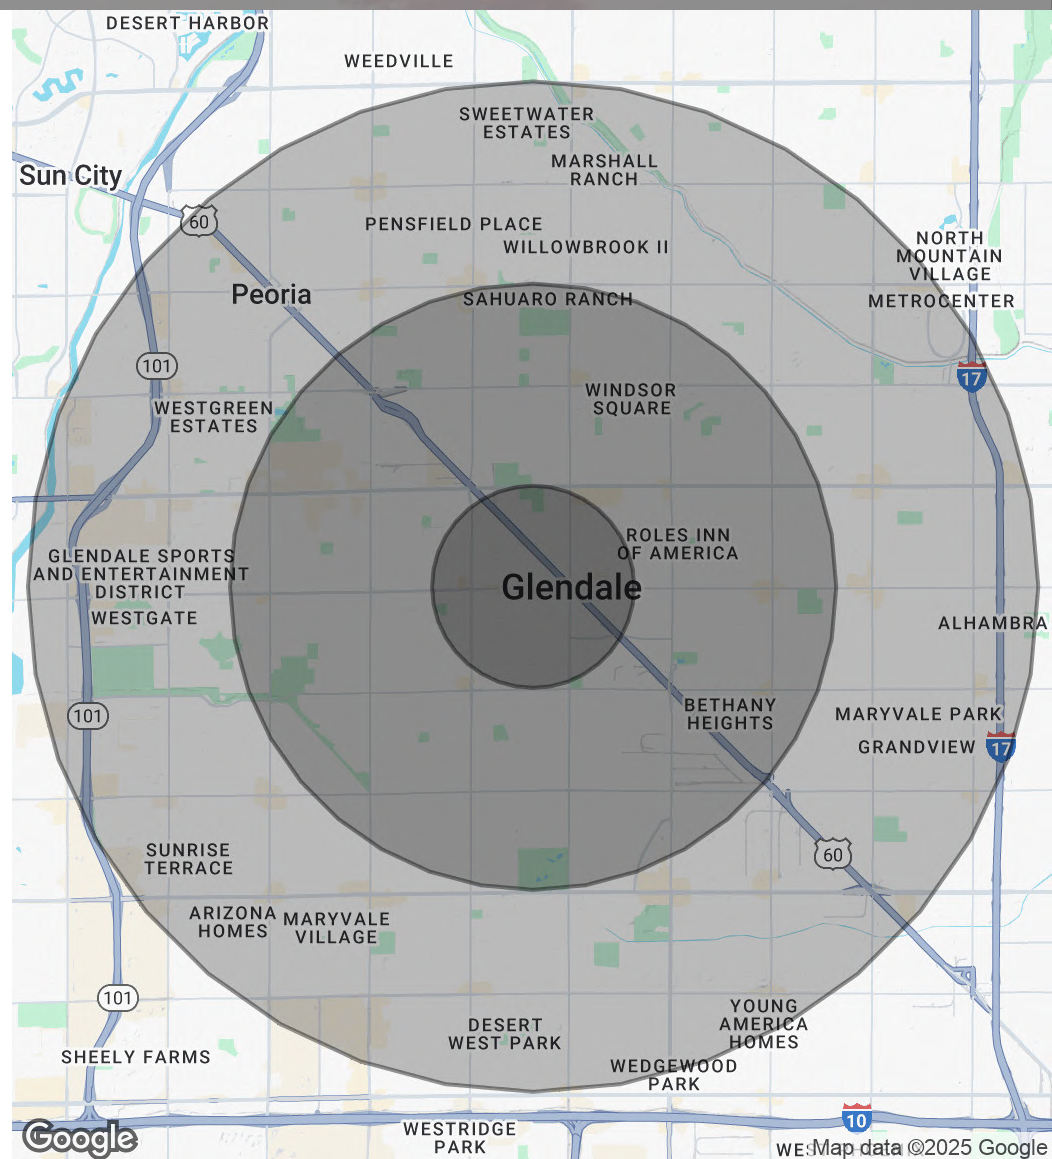 DESERT HARBOR
WEEDVILLE
SWEETWATER
ESTATES
MARSHALL
RANCH
Sun City
60
PENSFIELD PLACE
WILLOWBROOK II
NORTH
MOUNTAIN
VILLAGE
Peoria
SAHUARO RANCH
METROCENTER
101
17
WINDSOR
SQUARE
WESTGREEN
ESTATES
ROLES INN
OF AMERICA
GLENDALE SPORTS
AND ENTERTAINMENT
DISTRICT
Glendale
WESTGATE
ALHAMBRA
101
BETHANY
HEIGHTS
MARYVALE PARK
GRANDVIEW
17
SUNRISE
TERRACE
60
ARIZONA
HOMES
MARYVALE
VILLAGE
101
YOUNG
AMERICA
HOMES
DESERT
WEST PARK
SHEELY FARMS
WEDGEWOOD
PARK
10
Google
WESTRIDGE
PARK
Map data ©2025 Google